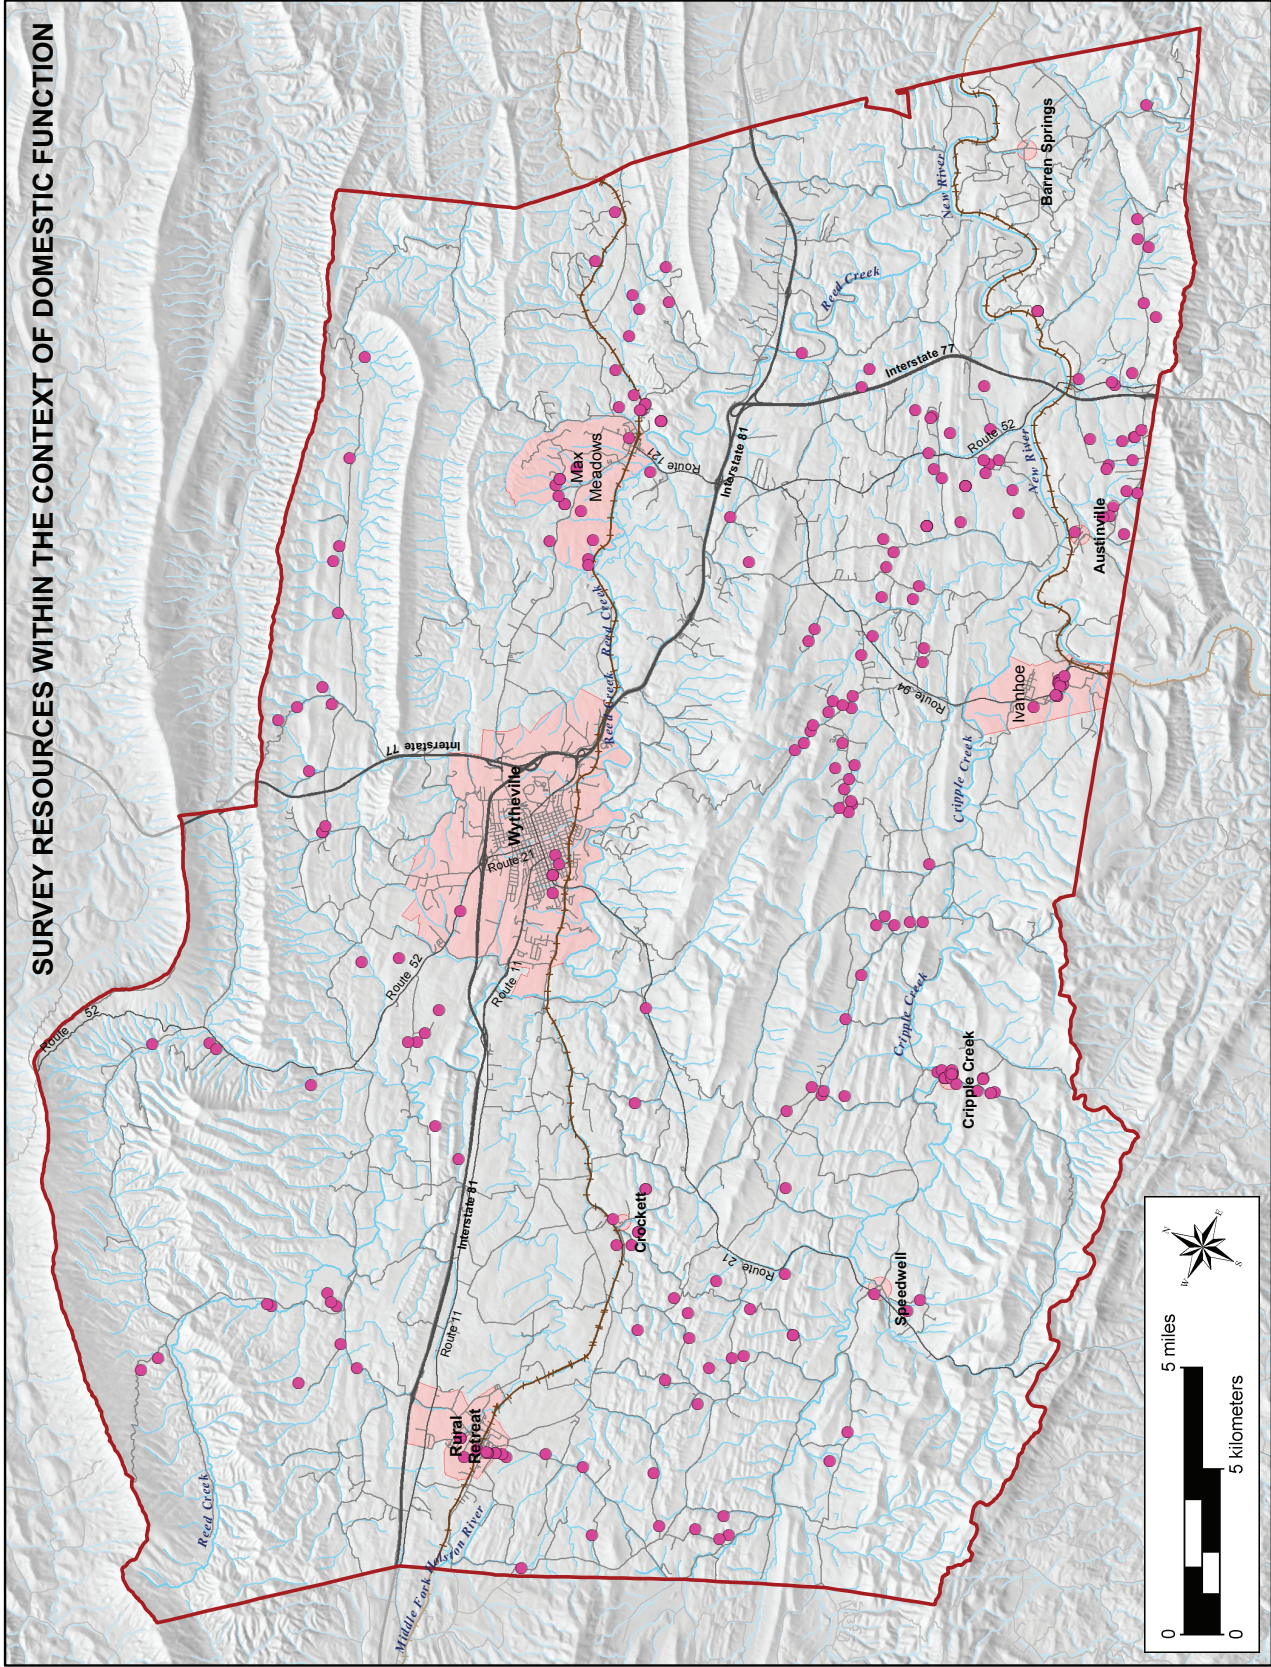 SURVEY RESOURCES WITHIN THE CONTEXT OF DOMESTIC FUNCTION
Route 52
Reed Creek
Route 52
Interstate 77
Interstate 81
Route 11
Route 11
Route 21
Wytheville
Reed Creek
Reed Creek
Max
Meadows
Route 121
Interstate 81
Rural
Retreat
Middle Fork Holston River
Crockett
Route 21
Speedwell
Cripple Creek
Cripple Creek
Cripple Creek
Route 94
Ivanhoe
Austinville
New River
Route 52
Interstate 77
Reed Creek
New River
Barren Springs
0
5 miles
0
5 kilometers
N
E
S
W